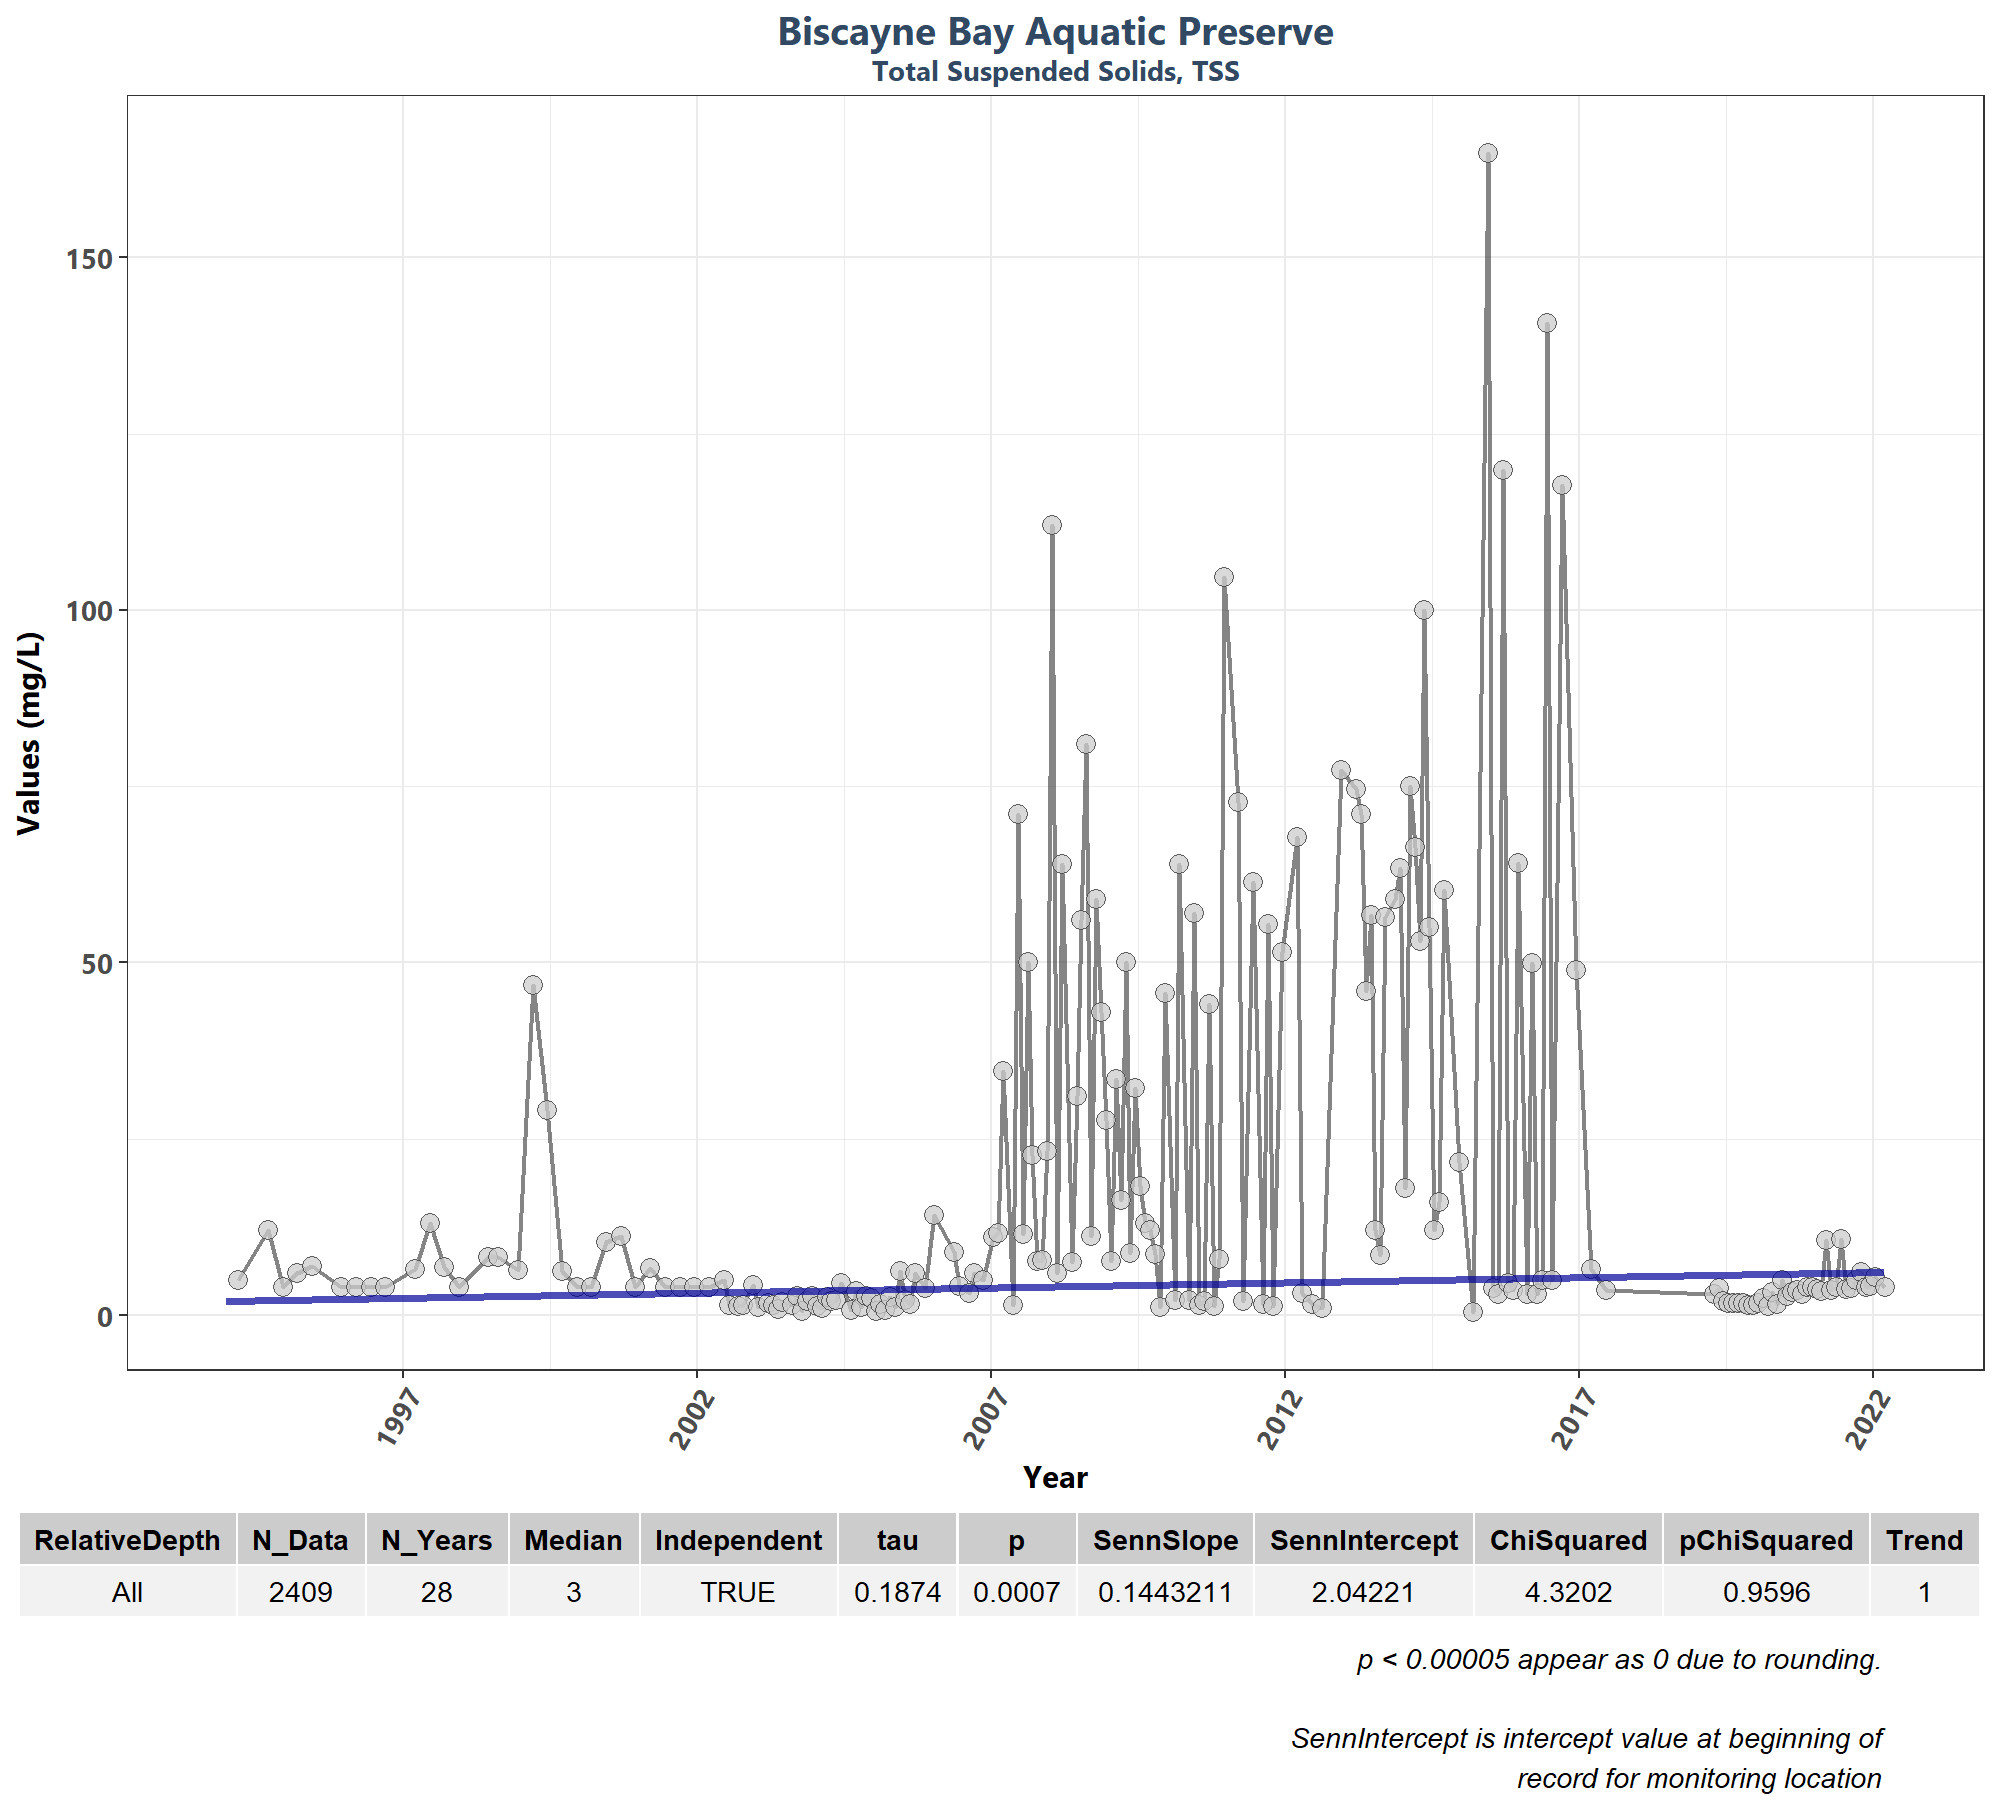 Biscayne Bay Aquatic Preserve
Total Suspended Solids, TSS
Values (mg/L)
150
100
50
0
1997 2002 2007 2012 2017 2022
Year
RelativeDepth N_Data N_Years Median Independent tau p SennSlope SennIntercept ChiSquared pChiSquared Trend
All 2409 28 3 TRUE 0.1874 0.0007 0.1443211 2.04221 4.3202 0.9596 1
p < 0.00005 appear as 0 due to rounding.
SennIntercept is intercept value at beginning of
record for monitoring location